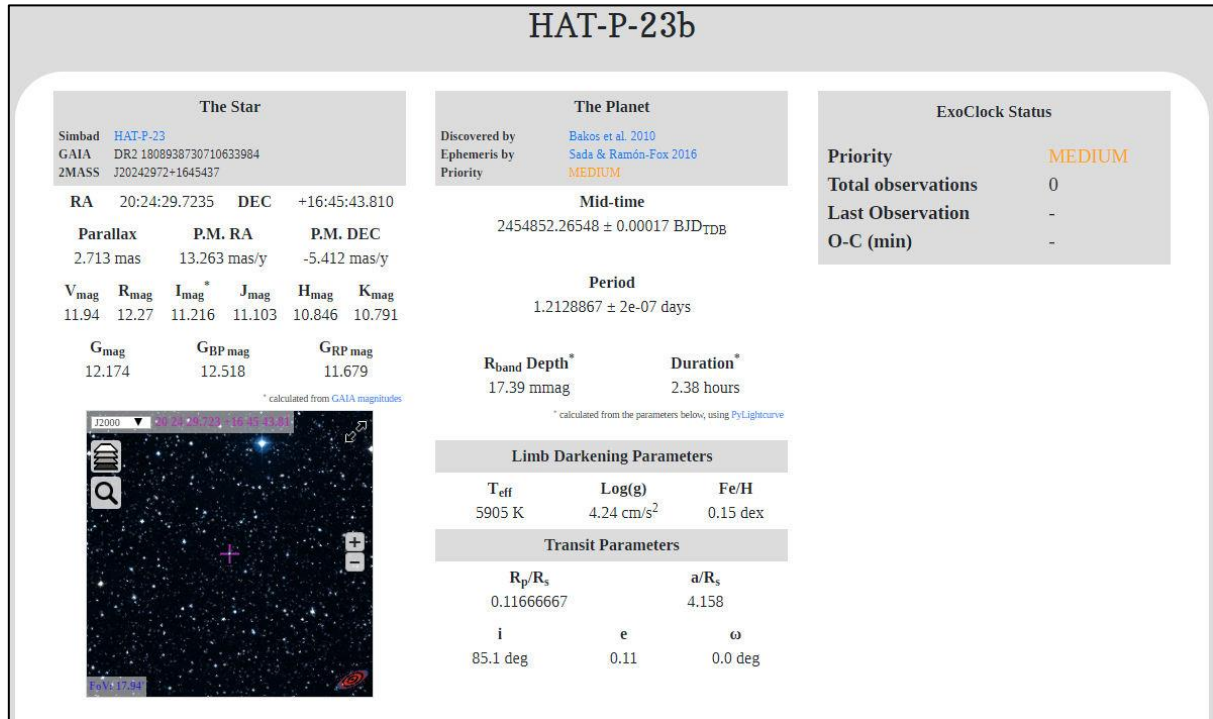 HAT-P-23b
The Star
Simbad HAT-P-23
GAIA DR2 1808938730710633984
2MASS J20242972+1645437
RA 20:24:29.7235 DEC +16:45:43.810
Parallax P.M. RA P.M. DEC
2.713 mas 13.263 mas/y -5.412 mas/y
Vmag Rmag Imag* Jmag Hmag Kmag
11.94 12.27 11.216 11.103 10.846 10.791
Gmag GBP mag GRP mag
12.174 12.518 11.679
* calculated from GAIA magnitudes
J2000 ▼ 20 24 29.723 +16 45 43.81
+
−
FoV: 17.94'
The Planet
Discovered by Bakos et al. 2010
Ephemeris by Sada & Ramón-Fox 2016
Priority MEDIUM
Mid-time
2454852.26548 ± 0.00017 BJDTDB
Period
1.2128867 ± 2e-07 days
Rband Depth* Duration*
17.39 mmag 2.38 hours
* calculated from the parameters below, using PyLightcurve
Limb Darkening Parameters
Teff Log(g) Fe/H
5905 K 4.24 cm/s² 0.15 dex
Transit Parameters
Rp/Rs a/Rs
0.11666667 4.158
i e ω
85.1 deg 0.11 0.0 deg
ExoClock Status
Priority MEDIUM
Total observations 0
Last Observation -
O-C (min) -